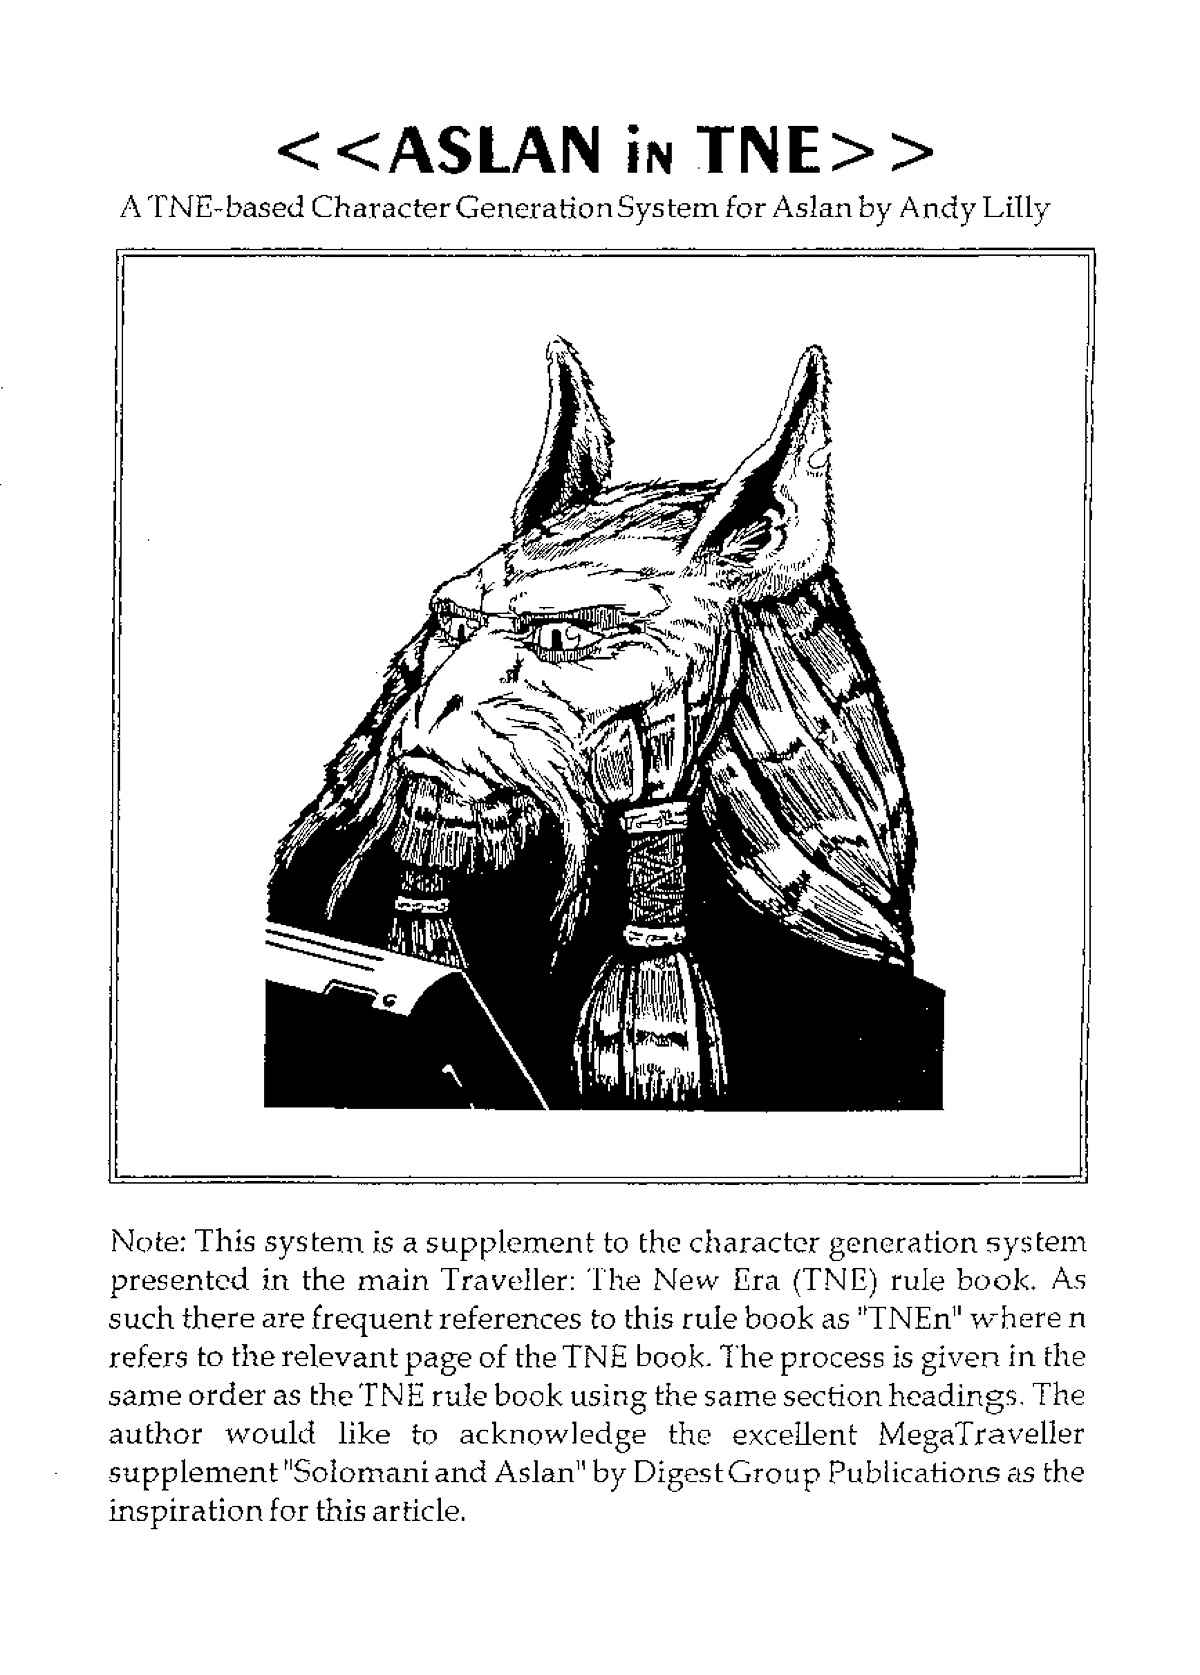 < <ASLAN iN TNE> >
A TNE-based Character Generation System for Aslan by Andy Lilly
Note: This system is a supplement to the character generation system
presented in the main Traveller: The New Era (TNE) rule book. As
such there are frequent references to this rule book as "TNEn" where n
refers to the relevant page of the TNE book. The process is given in the
same order as the TNE rule book using the same section headings. The
author would like to acknowledge the excellent MegaTraveller
supplement "Solomani and Aslan" by Digest Group Publications as the
inspiration for this article.